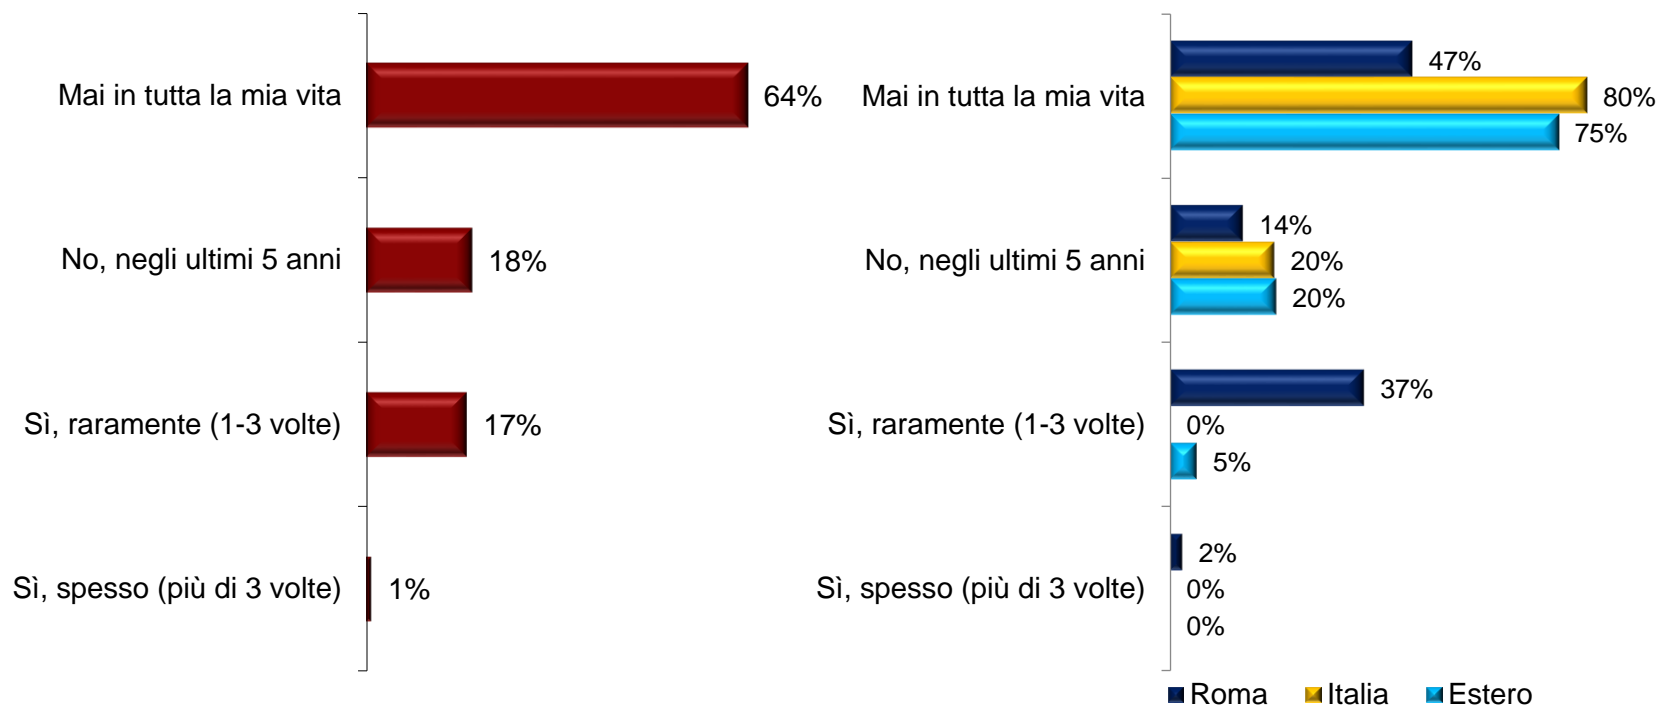 Mai in tutta la mia vita
64%
No, negli ultimi 5 anni
18%
Sì, raramente (1-3 volte)
17%
Sì, spesso (più di 3 volte)
1%
Mai in tutta la mia vita
47%
80%
75%
No, negli ultimi 5 anni
14%
20%
20%
Sì, raramente (1-3 volte)
37%
0%
5%
Sì, spesso (più di 3 volte)
2%
0%
0%
Roma Italia Estero